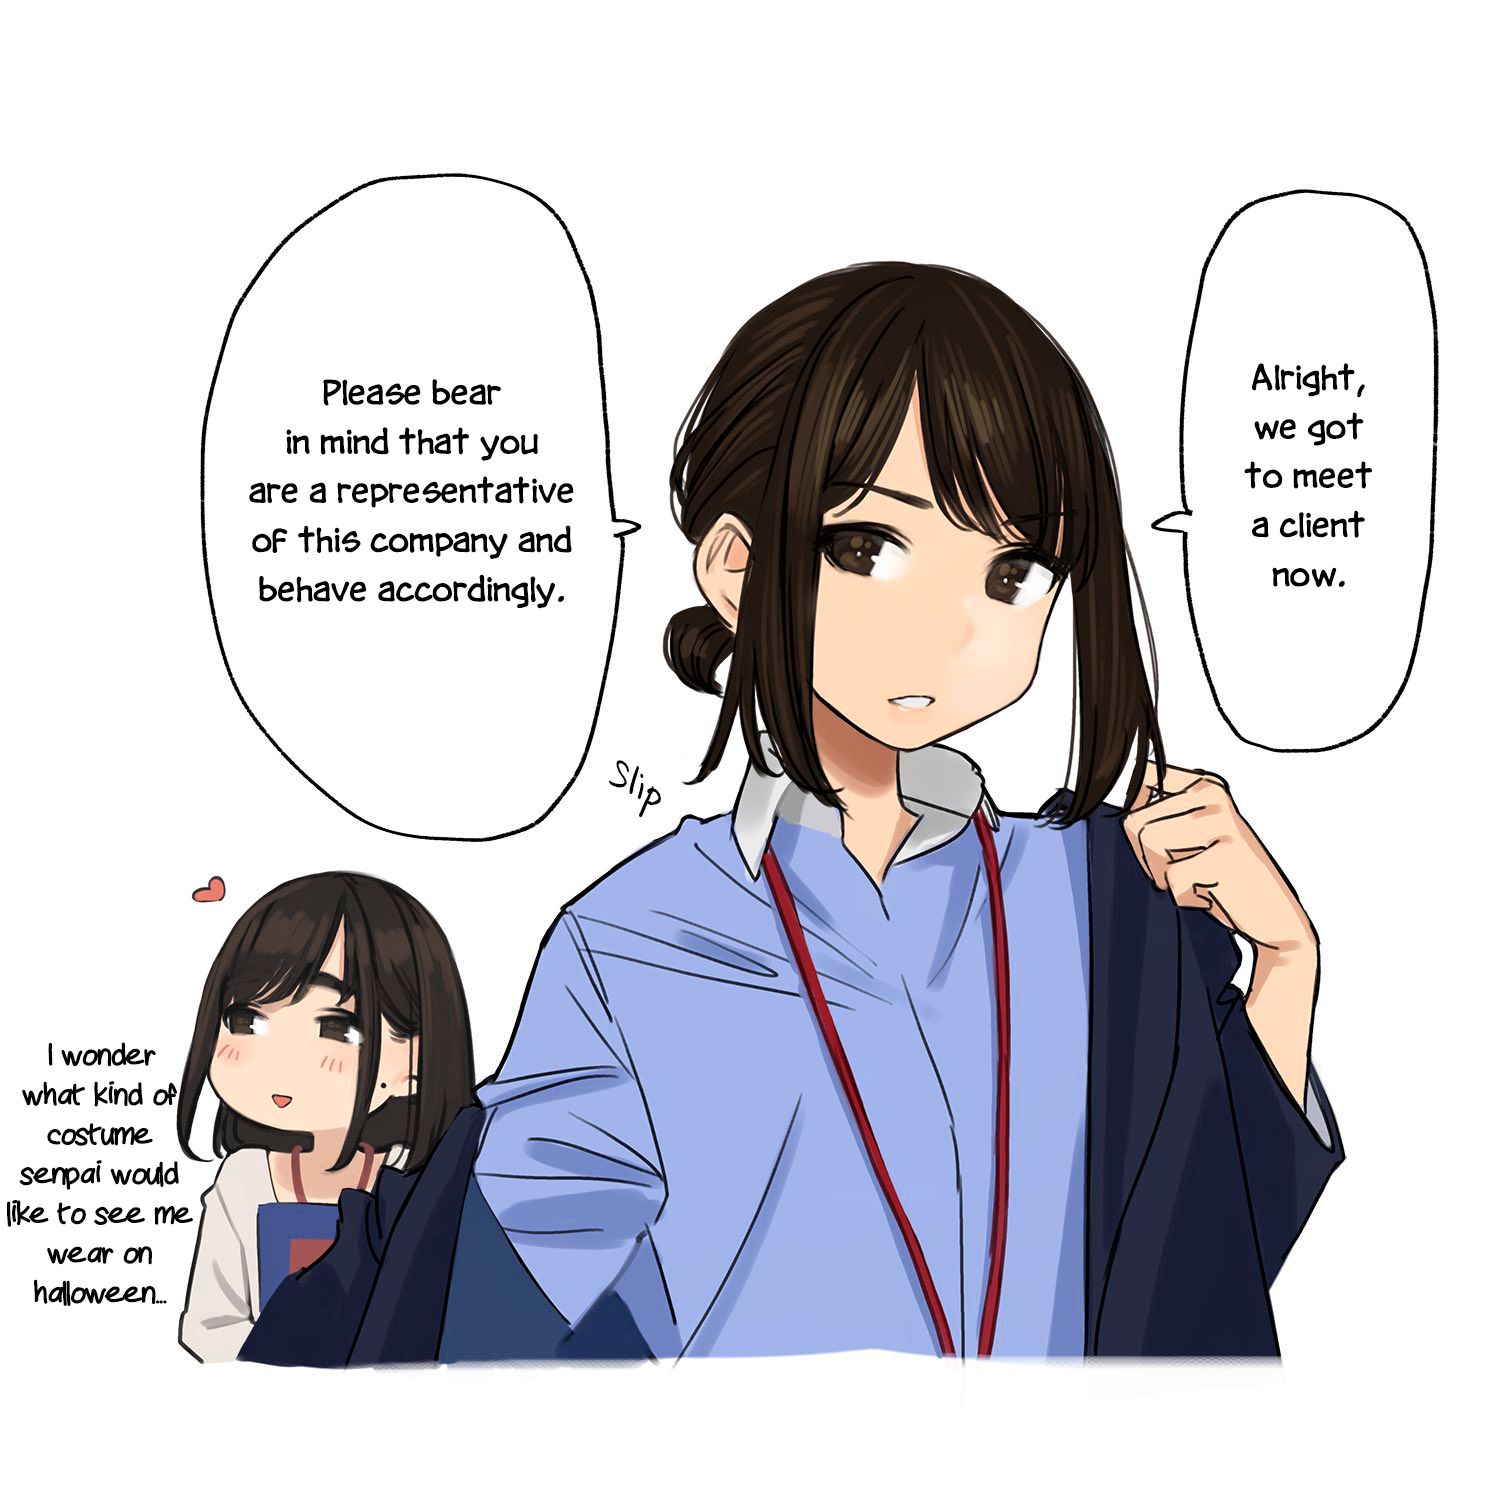 Alright,
we got
to meet
a client
now.
Please bear
in mind that you
are a representative
of this company and
behave accordingly.
Slip
I wonder
what kind of
costume
senpai would
like to see me
wear on
halloween...